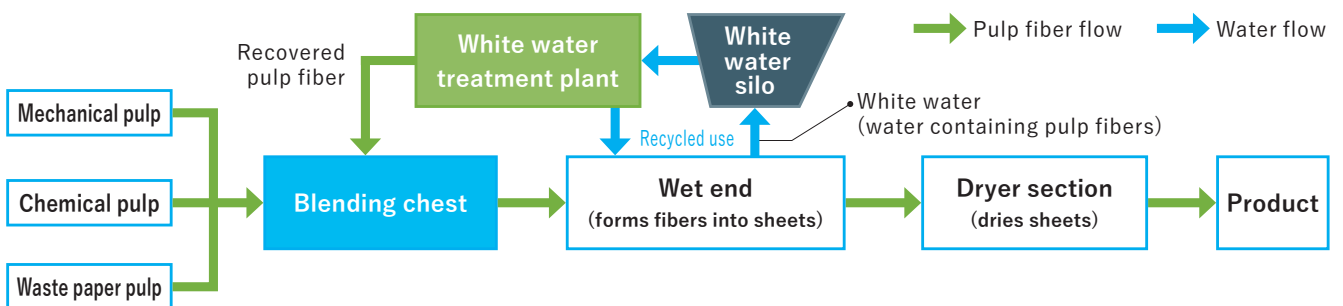 Pulp fiber flow
Water flow
Recovered
pulp fiber
White water
treatment plant
White
water
silo
Mechanical pulp
Recycled use
White water
(water containing pulp fibers)
Chemical pulp
Blending chest
Wet end
(forms fibers into sheets)
Dryer section
(dries sheets)
Product
Waste paper pulp